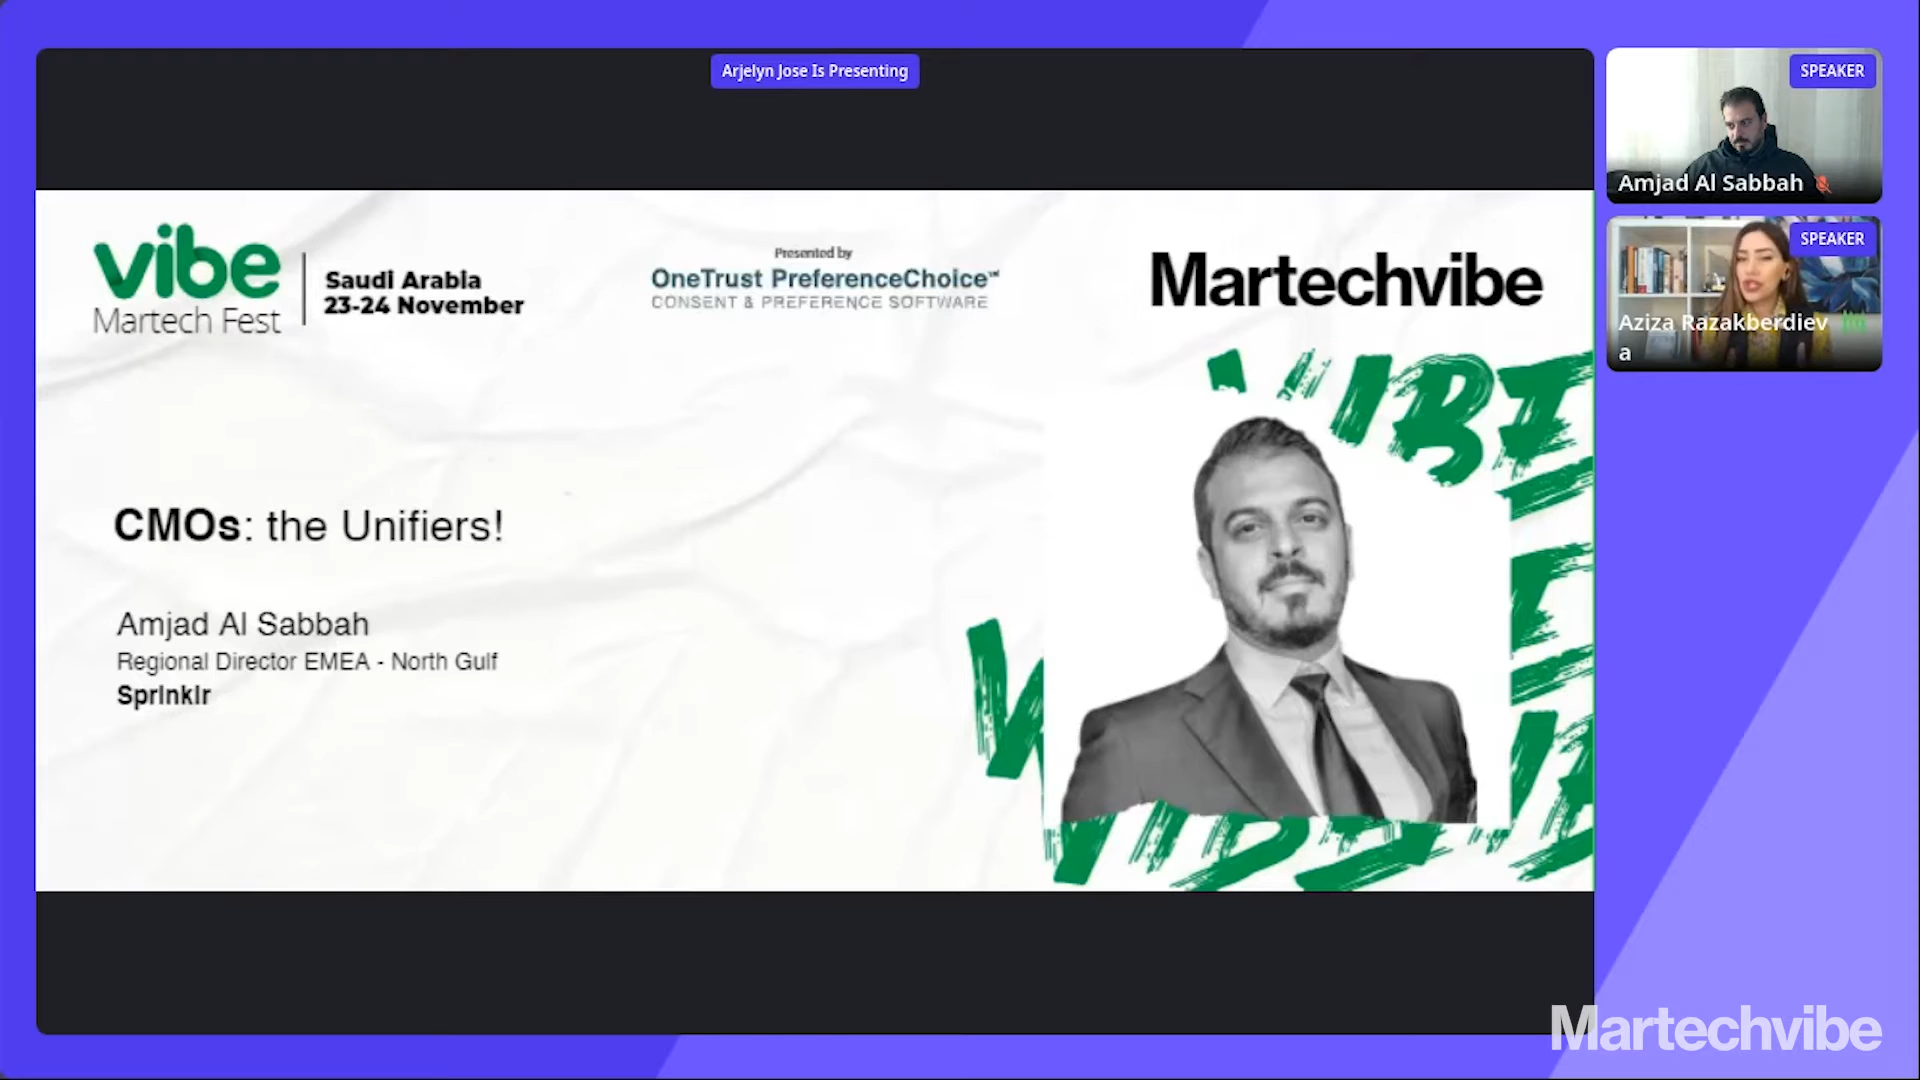 Arjelyn Jose Is Presenting
SPEAKER
Amjad Al Sabbah
SPEAKER
Aziza Razakberdiev
a
vibe
Martech Fest
Saudi Arabia
23-24 November
Presented by
OneTrust PreferenceChoice™
CONSENT & PREFERENCE SOFTWARE
Martechvibe
CMOs: the Unifiers!
Amjad Al Sabbah
Regional Director EMEA - North Gulf
Sprinklr
VIBE
Martechvibe